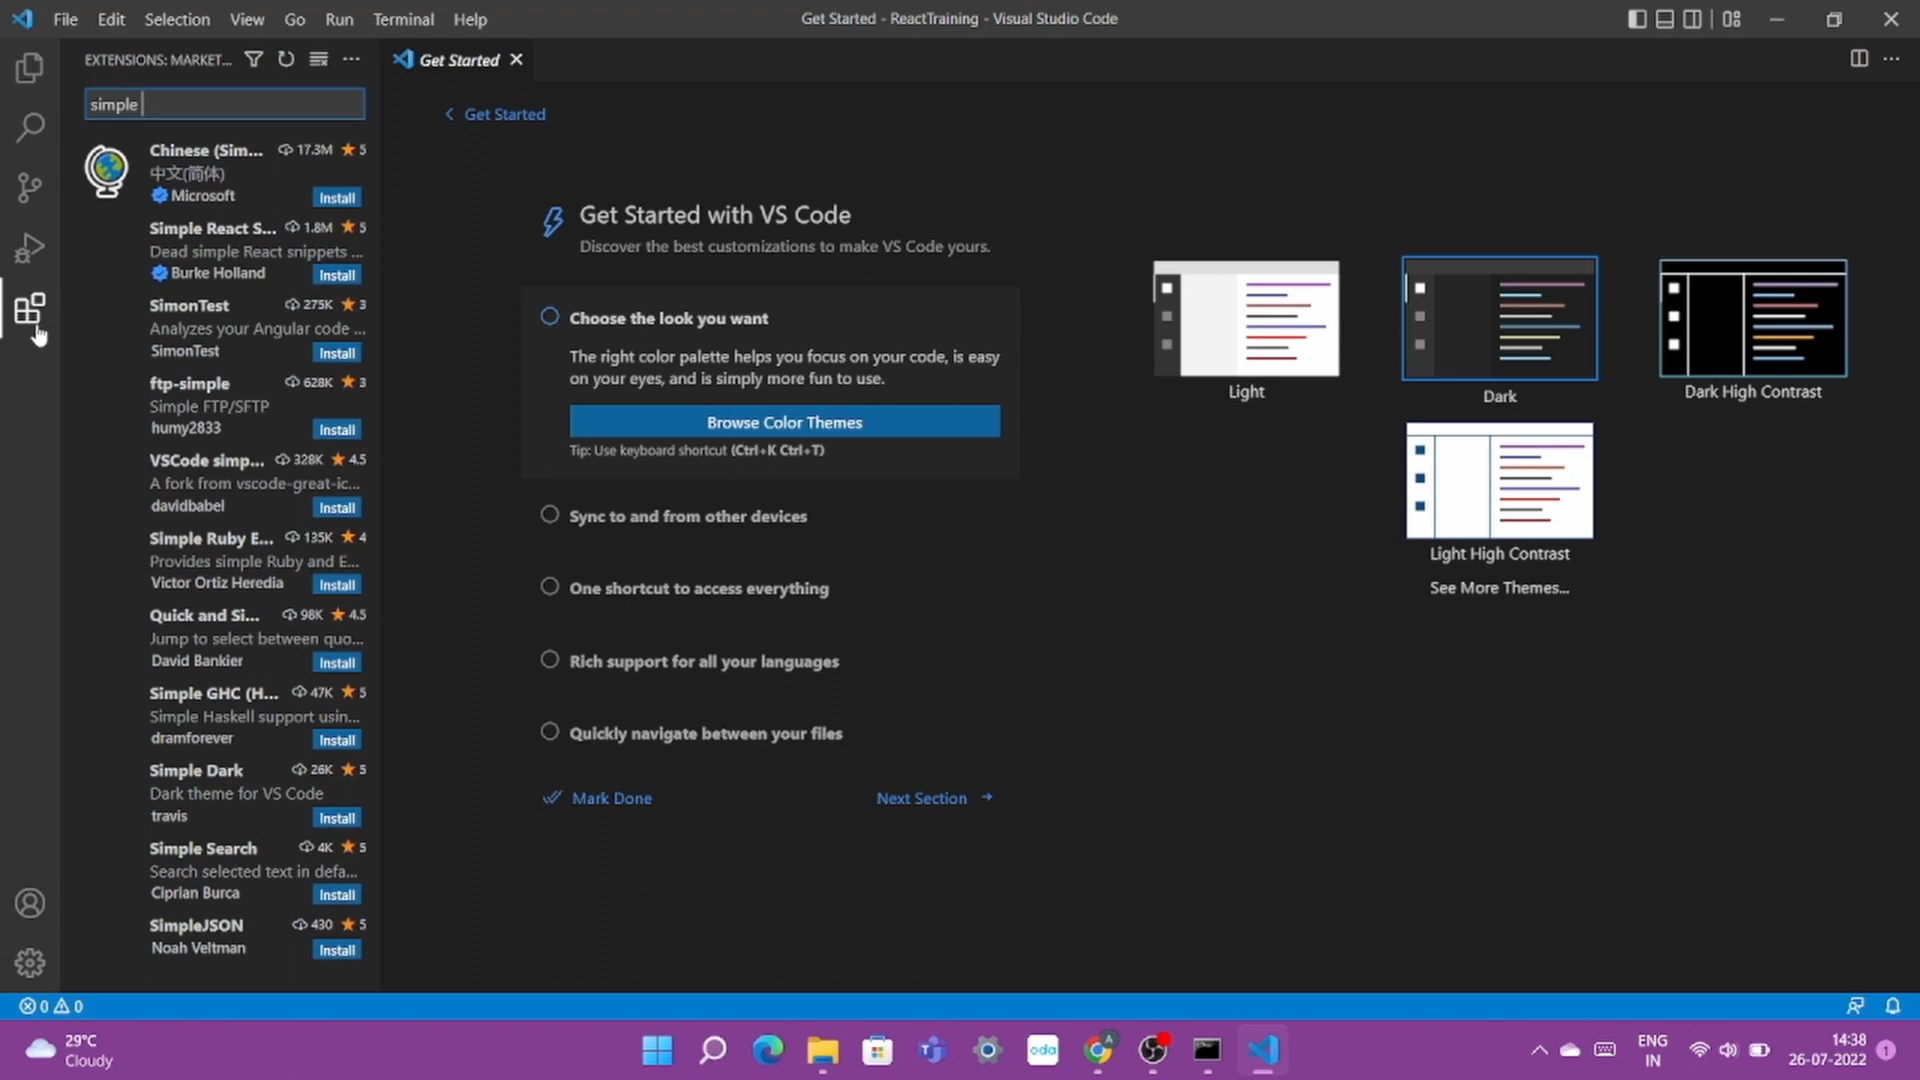 File Edit Selection View Go Run Terminal Help
Get Started - ReactTraining - Visual Studio Code
EXTENSIONS: MARKET...
Get Started
simple
Get Started
Chinese (Sim... 17.3M 5
中文(简体)
Microsoft Install
Simple React S... 1.8M 5
Dead simple React snippets ...
Burke Holland Install
SimonTest 275K 3
Analyzes your Angular code ...
SimonTest Install
ftp-simple 628K 3
Simple FTP/SFTP
humy2833 Install
VSCode simp... 328K 4.5
A fork from vscode-great-ic...
davidbabel Install
Simple Ruby E... 135K 4
Provides simple Ruby and E...
Victor Ortiz Heredia Install
Quick and Si... 98K 4.5
Jump to select between quo...
David Bankier Install
Simple GHC (H... 47K 5
Simple Haskell support usin...
dramforever Install
Simple Dark 26K 5
Dark theme for VS Code
travis Install
Simple Search 4K 5
Search selected text in defa...
Ciprian Burca Install
SimpleJSON 430 5
Noah Veltman Install
Get Started with VS Code
Discover the best customizations to make VS Code yours.
Choose the look you want
The right color palette helps you focus on your code, is easy
on your eyes, and is simply more fun to use.
Browse Color Themes
Tip: Use keyboard shortcut (Ctrl+K Ctrl+T)
Sync to and from other devices
One shortcut to access everything
Rich support for all your languages
Quickly navigate between your files
Mark Done
Next Section
Light
Dark
Dark High Contrast
Light High Contrast
See More Themes...
0 0
29°C
Cloudy
oda
A
ENG
IN
14:38
26-07-2022
1